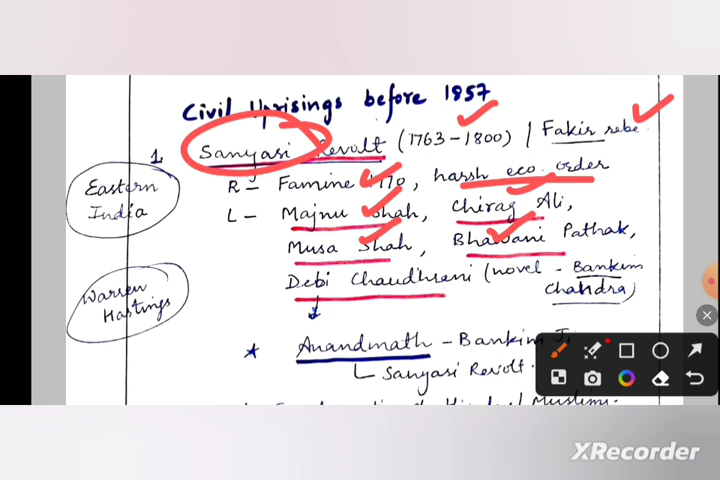 Civil Uprisings before 1857
1. Sanyasi Revolt (1763-1800) / Fakir rebe
Eastern India
R - Famine 1770, harsh eco. order
L - Majnu Shah, Chirag Ali,
Musa Shah, Bhawani Pathak,
Warren Hastings
Debi Chaudhrani (novel - Bankim Chandra)
* Anandmath - Bankim
Sanyasi Revolt.
XRecorder